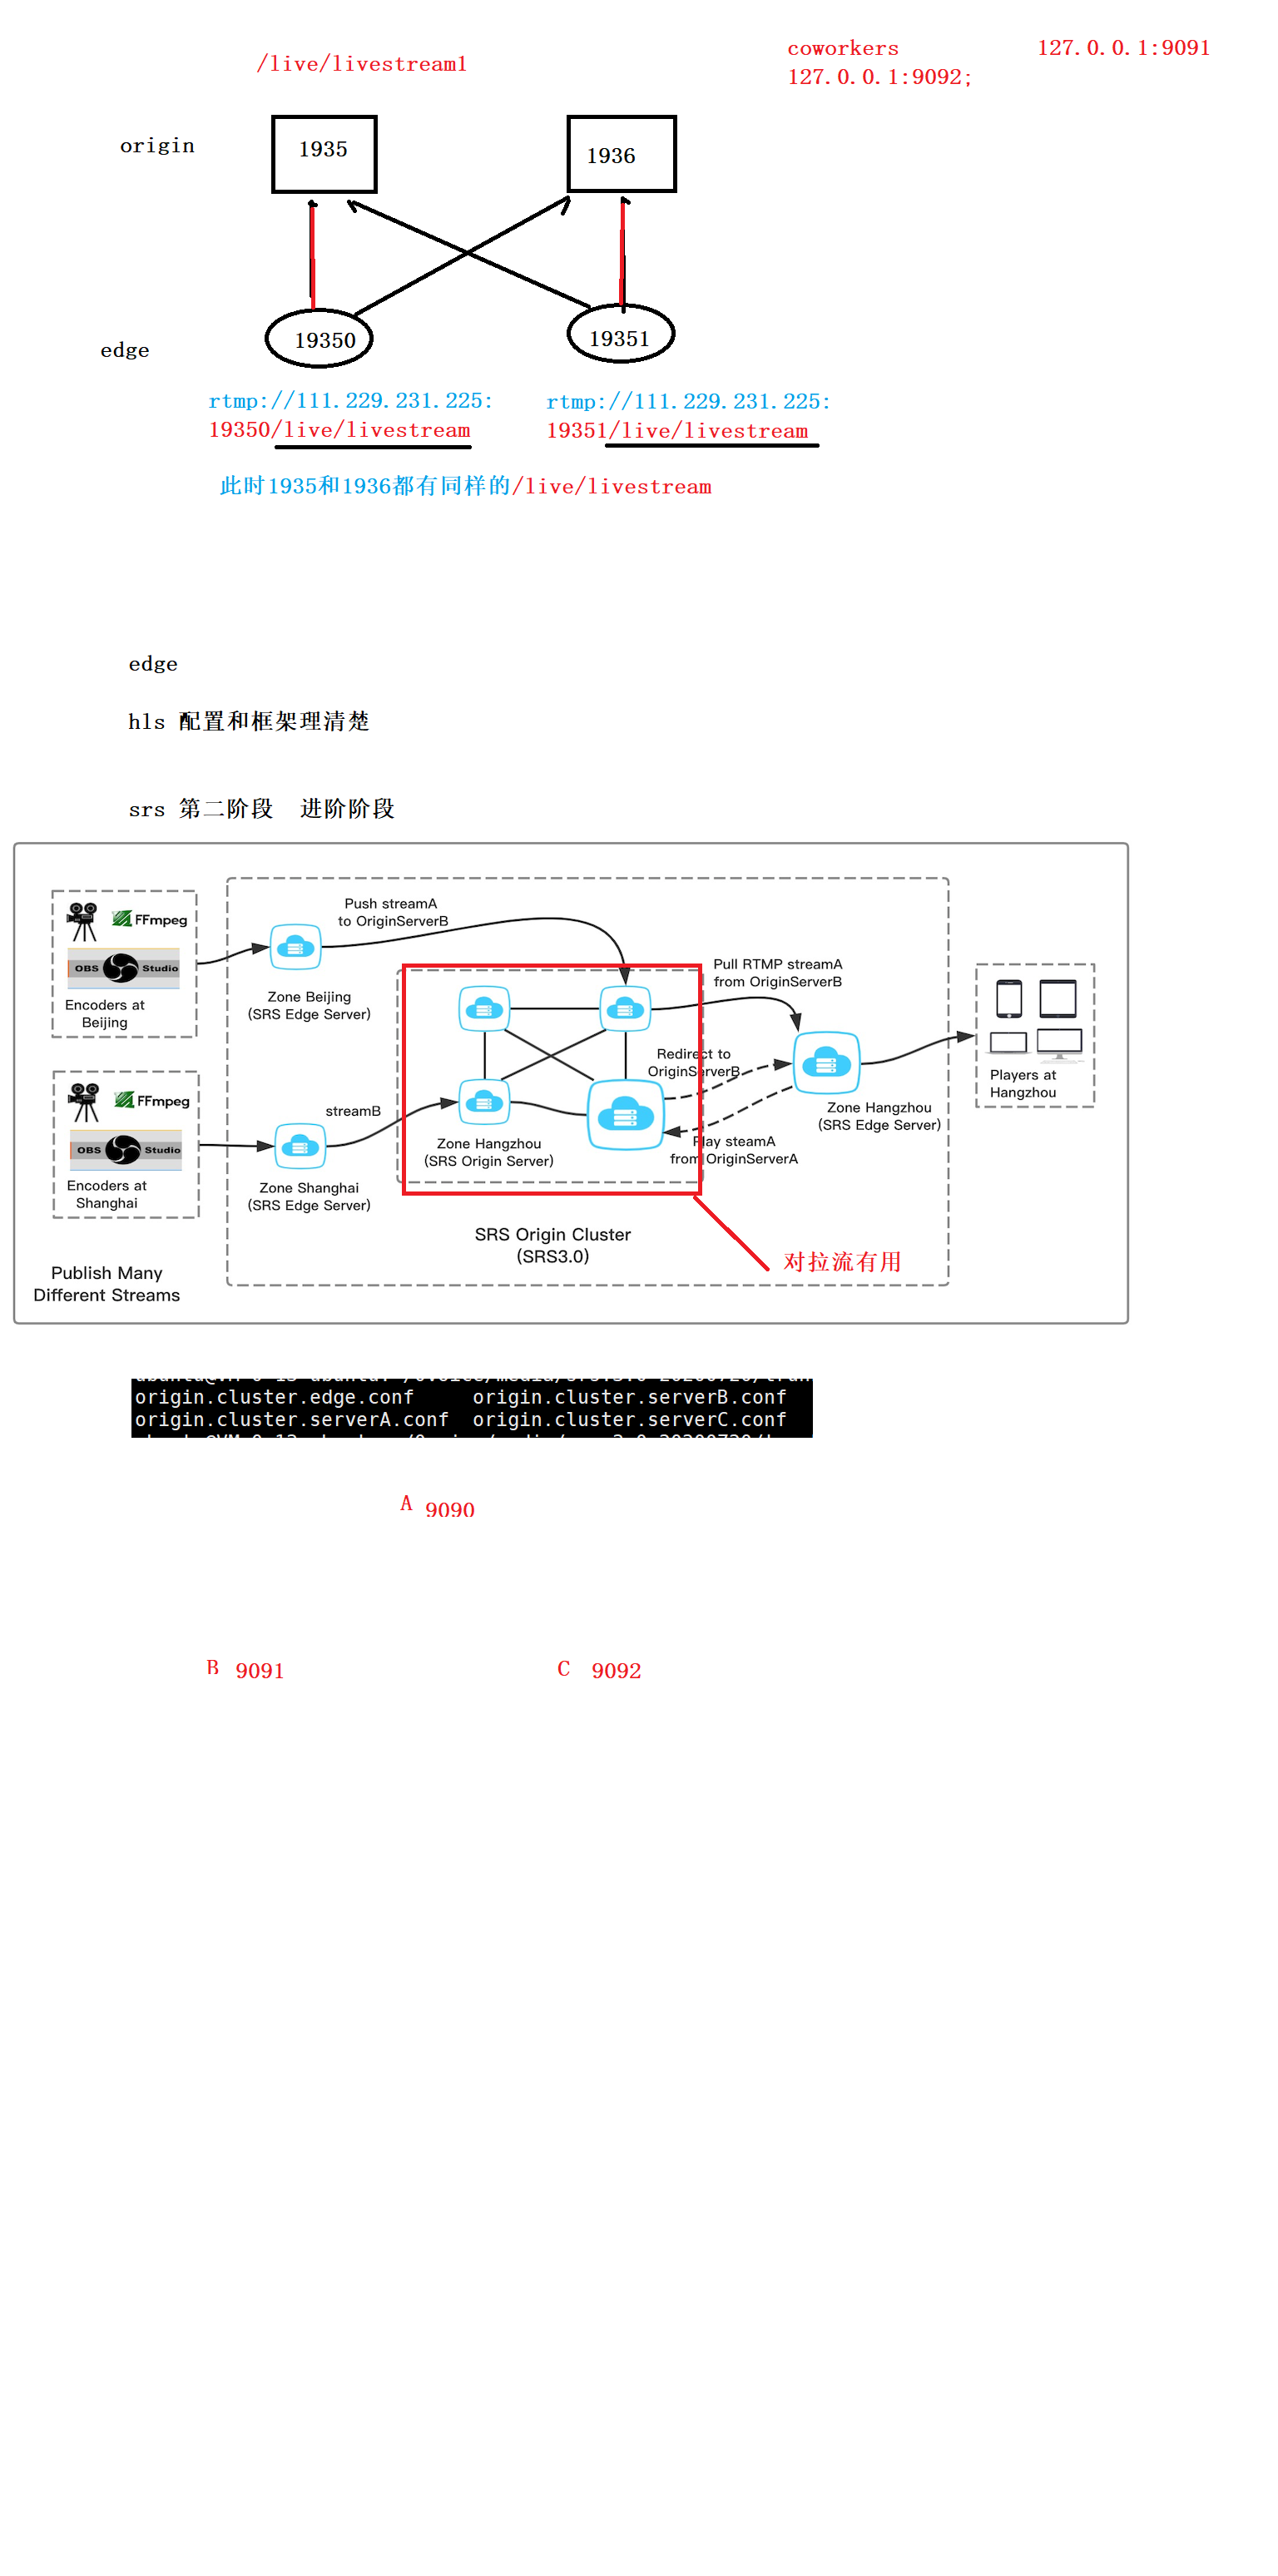 /live/livestream1
coworkers 127.0.0.1:9091
127.0.0.1:9092;
origin
1935
1936
edge
19350
19351
rtmp://111.229.231.225:
19350/live/livestream
rtmp://111.229.231.225:
19351/live/livestream
此时1935和1936都有同样的/live/livestream
edge
hls 配置和框架理清楚
srs 第二阶段 进阶阶段
FFmpeg
OBS Studio
Encoders at
Beijing
Zone Beijing
(SRS Edge Server)
Push streamA
to OriginServerB
Pull RTMP streamA
from OriginServerB
Redirect to
OriginServerB
Players at
Hangzhou
Zone Hangzhou
(SRS Edge Server)
Play steamA
from OriginServerA
FFmpeg
OBS Studio
Encoders at
Shanghai
streamB
Zone Shanghai
(SRS Edge Server)
Zone Hangzhou
(SRS Origin Server)
SRS Origin Cluster
(SRS3.0)
对拉流有用
Publish Many
Different Streams
origin.cluster.edge.conf origin.cluster.serverB.conf
origin.cluster.serverA.conf origin.cluster.serverC.conf
A 9090
B 9091
C 9092